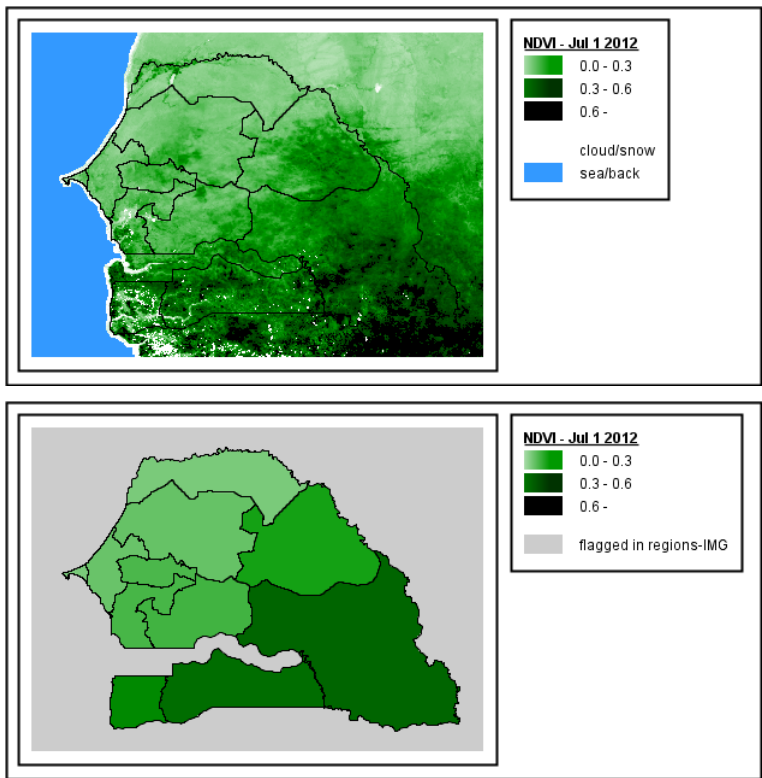 NDVI - Jul 1 2012
0.0 - 0.3
0.3 - 0.6
0.6 -
cloud/snow
sea/back
NDVI - Jul 1 2012
0.0 - 0.3
0.3 - 0.6
0.6 -
flagged in regions-IMG